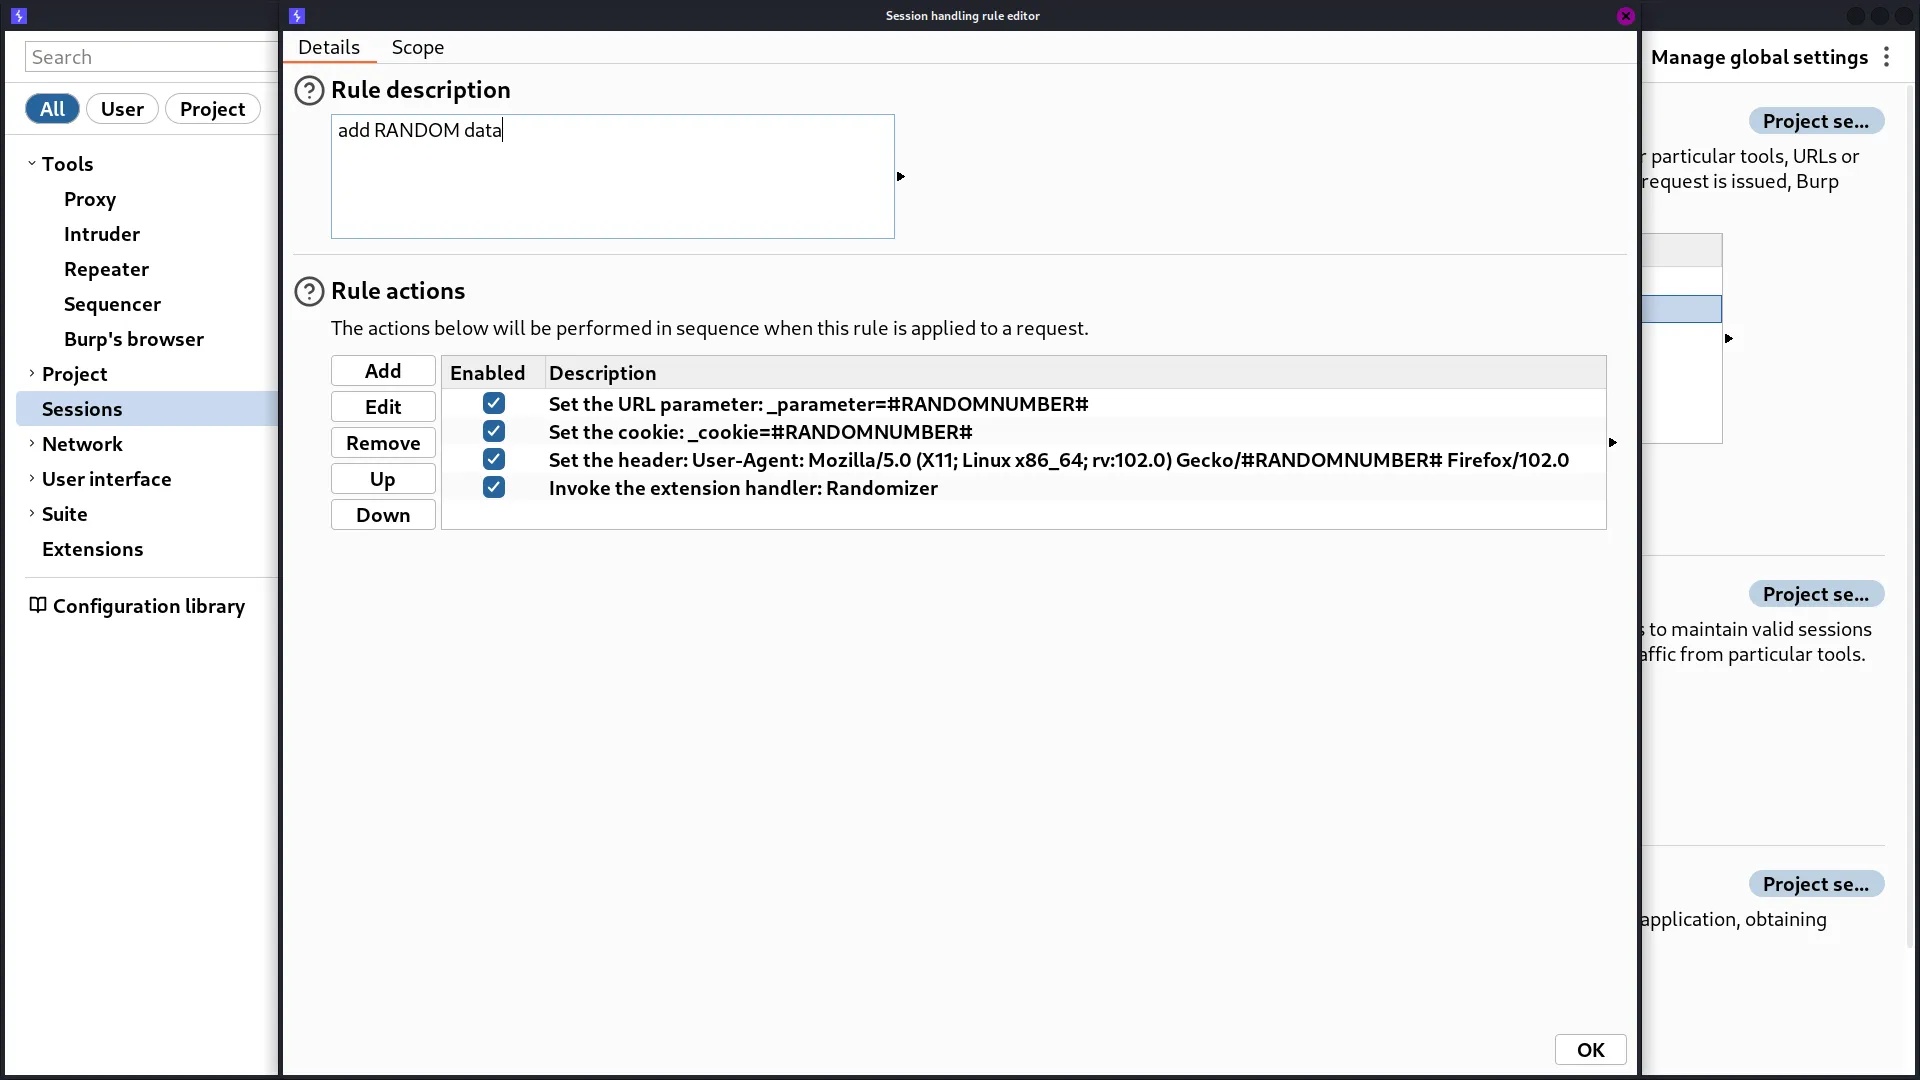 Session handling rule editor
Search
All User Project
Tools
Proxy
Intruder
Repeater
Sequencer
Burp's browser
Project
Sessions
Network
User interface
Suite
Extensions
Configuration library
Details Scope
Rule description
add RANDOM data
Rule actions
The actions below will be performed in sequence when this rule is applied to a request.
Add
Edit
Remove
Up
Down
Enabled Description
Set the URL parameter: _parameter=#RANDOMNUMBER#
Set the cookie: _cookie=#RANDOMNUMBER#
Set the header: User-Agent: Mozilla/5.0 (X11; Linux x86_64; rv:102.0) Gecko/#RANDOMNUMBER# Firefox/102.0
Invoke the extension handler: Randomizer
OK
Manage global settings
Project se...
particular tools, URLs or
request is issued, Burp
Project se...
to maintain valid sessions
affic from particular tools.
Project se...
application, obtaining